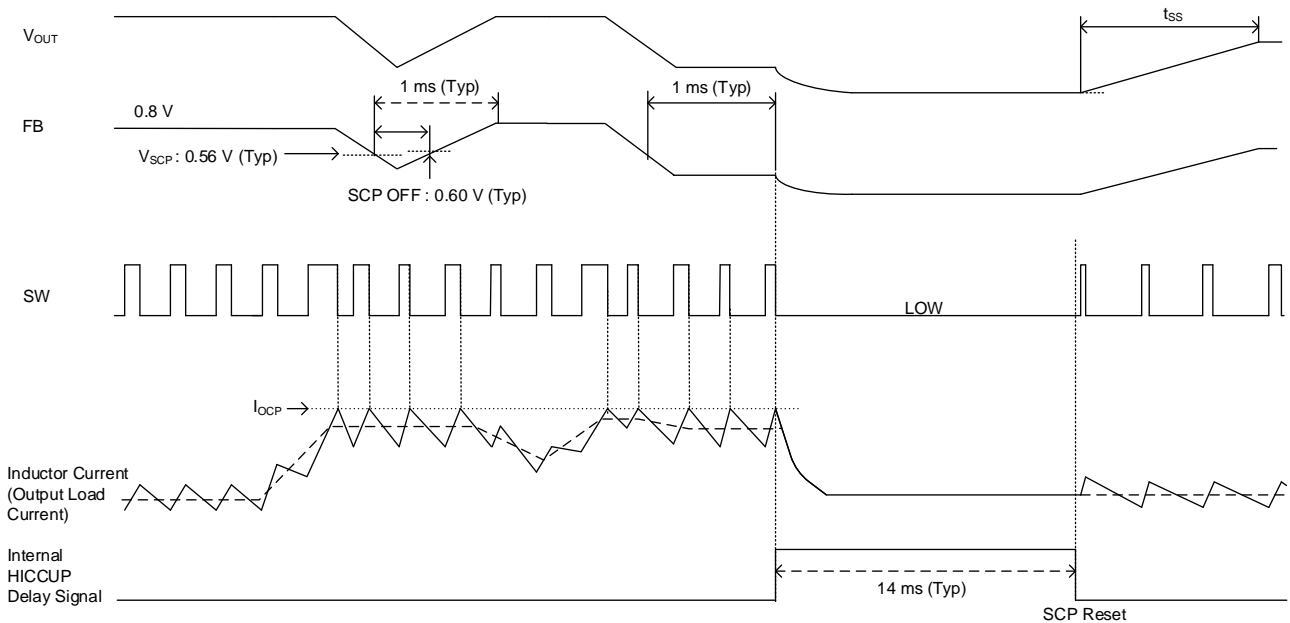 tSS
VOUT
1 ms (Typ)
1 ms (Typ)
0.8 V
FB
VSCP : 0.56 V (Typ)
SCP OFF : 0.60 V (Typ)
SW
LOW
IOCP
Inductor Current
(Output Load
Current)
Internal
HICCUP
Delay Signal
14 ms (Typ)
SCP Reset